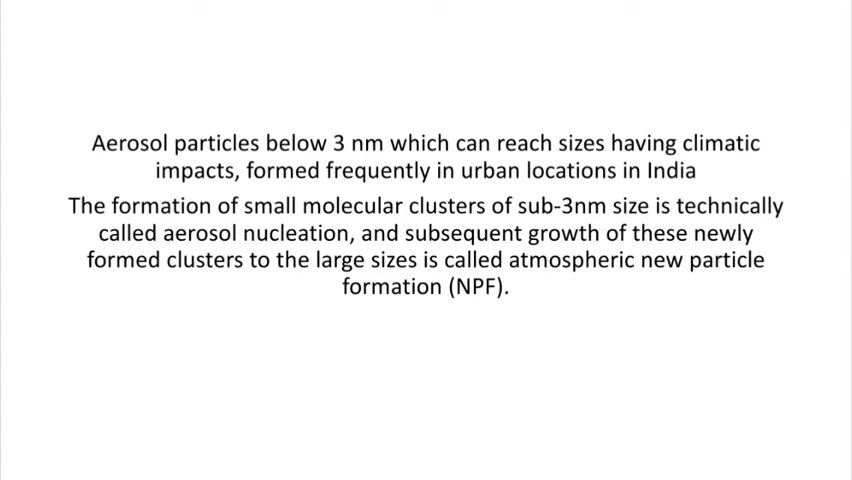 Aerosol particles below 3 nm which can reach sizes having climatic
impacts, formed frequently in urban locations in India
The formation of small molecular clusters of sub-3nm size is technically
called aerosol nucleation, and subsequent growth of these newly
formed clusters to the large sizes is called atmospheric new particle
formation (NPF).